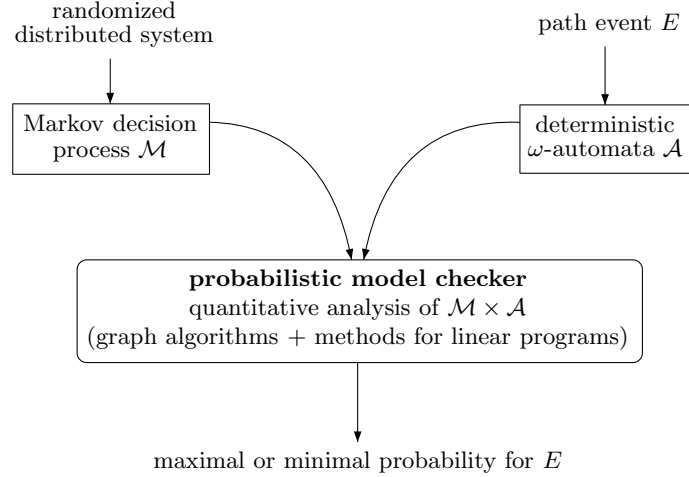 randomized
distributed system
path event E
Markov decision
process ℳ
deterministic
ω-automata 𝒜
probabilistic model checker
quantitative analysis of ℳ × 𝒜
(graph algorithms + methods for linear programs)
maximal or minimal probability for E